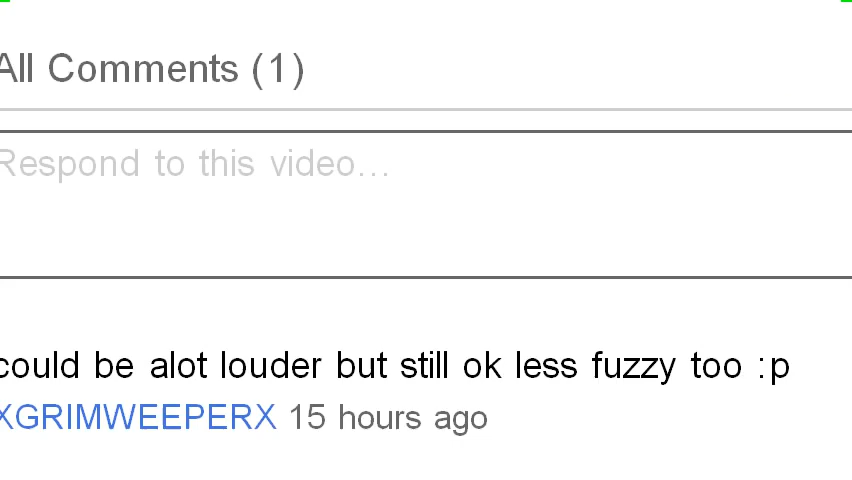 All Comments (1)
Respond to this video...
could be alot louder but still ok less fuzzy too :p
XGRIMWEEPERX 15 hours ago